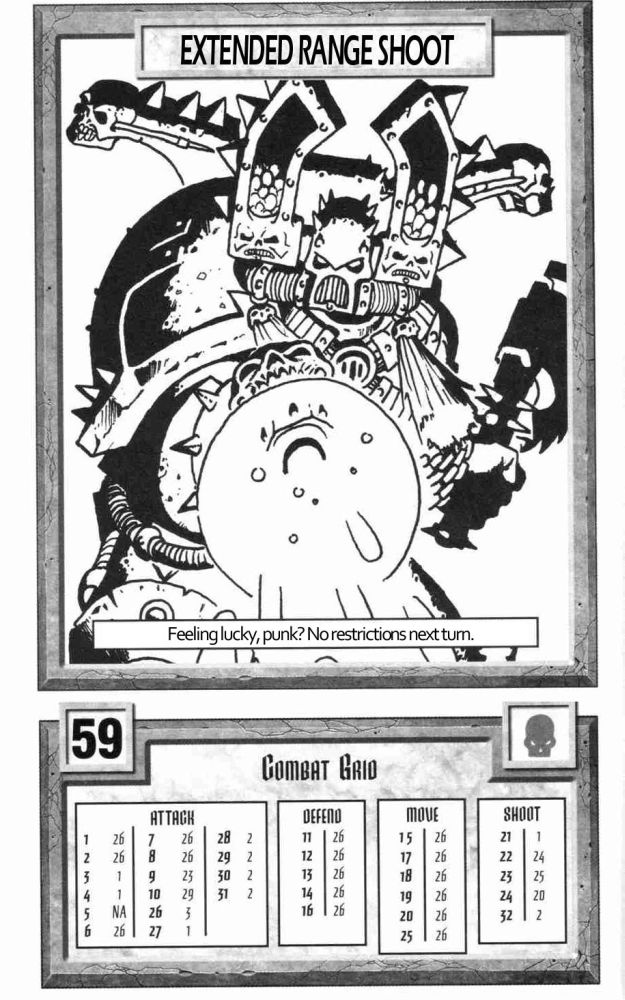 EXTENDED RANGE SHOOT
Feeling lucky, punk? No restrictions next turn.
59
COMBAT GRID
ATTACK
1 26 7 26 28 2
2 26 8 26 29 2
3 1 9 23 30 2
4 1 10 29 31 2
5 NA 26 3
6 26 27 1
DEFEND
11 26
12 26
13 26
14 26
16 26
MOVE
15 26
17 26
18 26
19 26
20 26
25 26
SHOOT
21 1
22 24
23 25
24 20
32 2